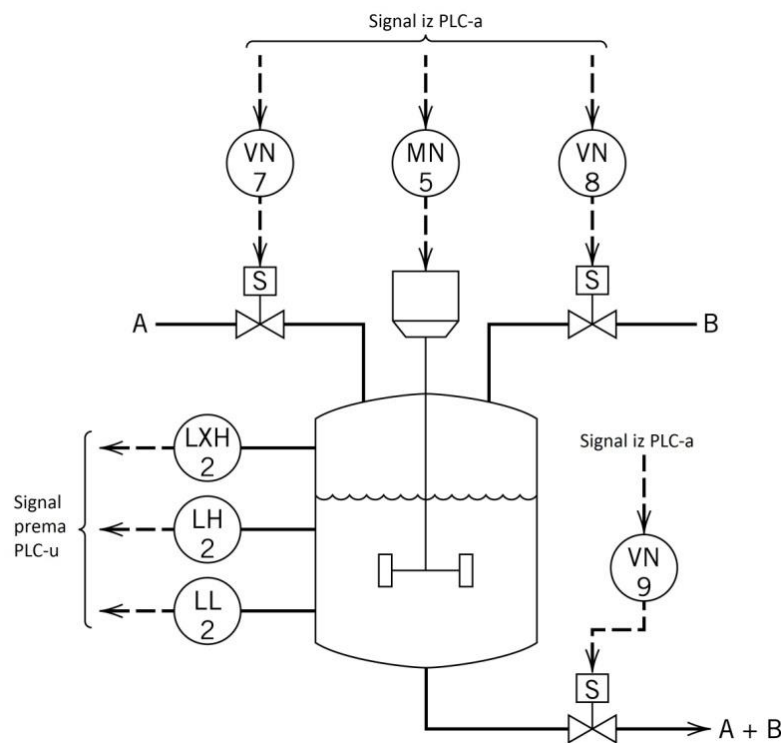 Signal iz PLC-a
VN
7
MN
5
VN
8
S
S
A
B
LXH
2
Signal iz PLC-a
Signal
prema
PLC-u
LH
2
VN
9
LL
2
S
A + B